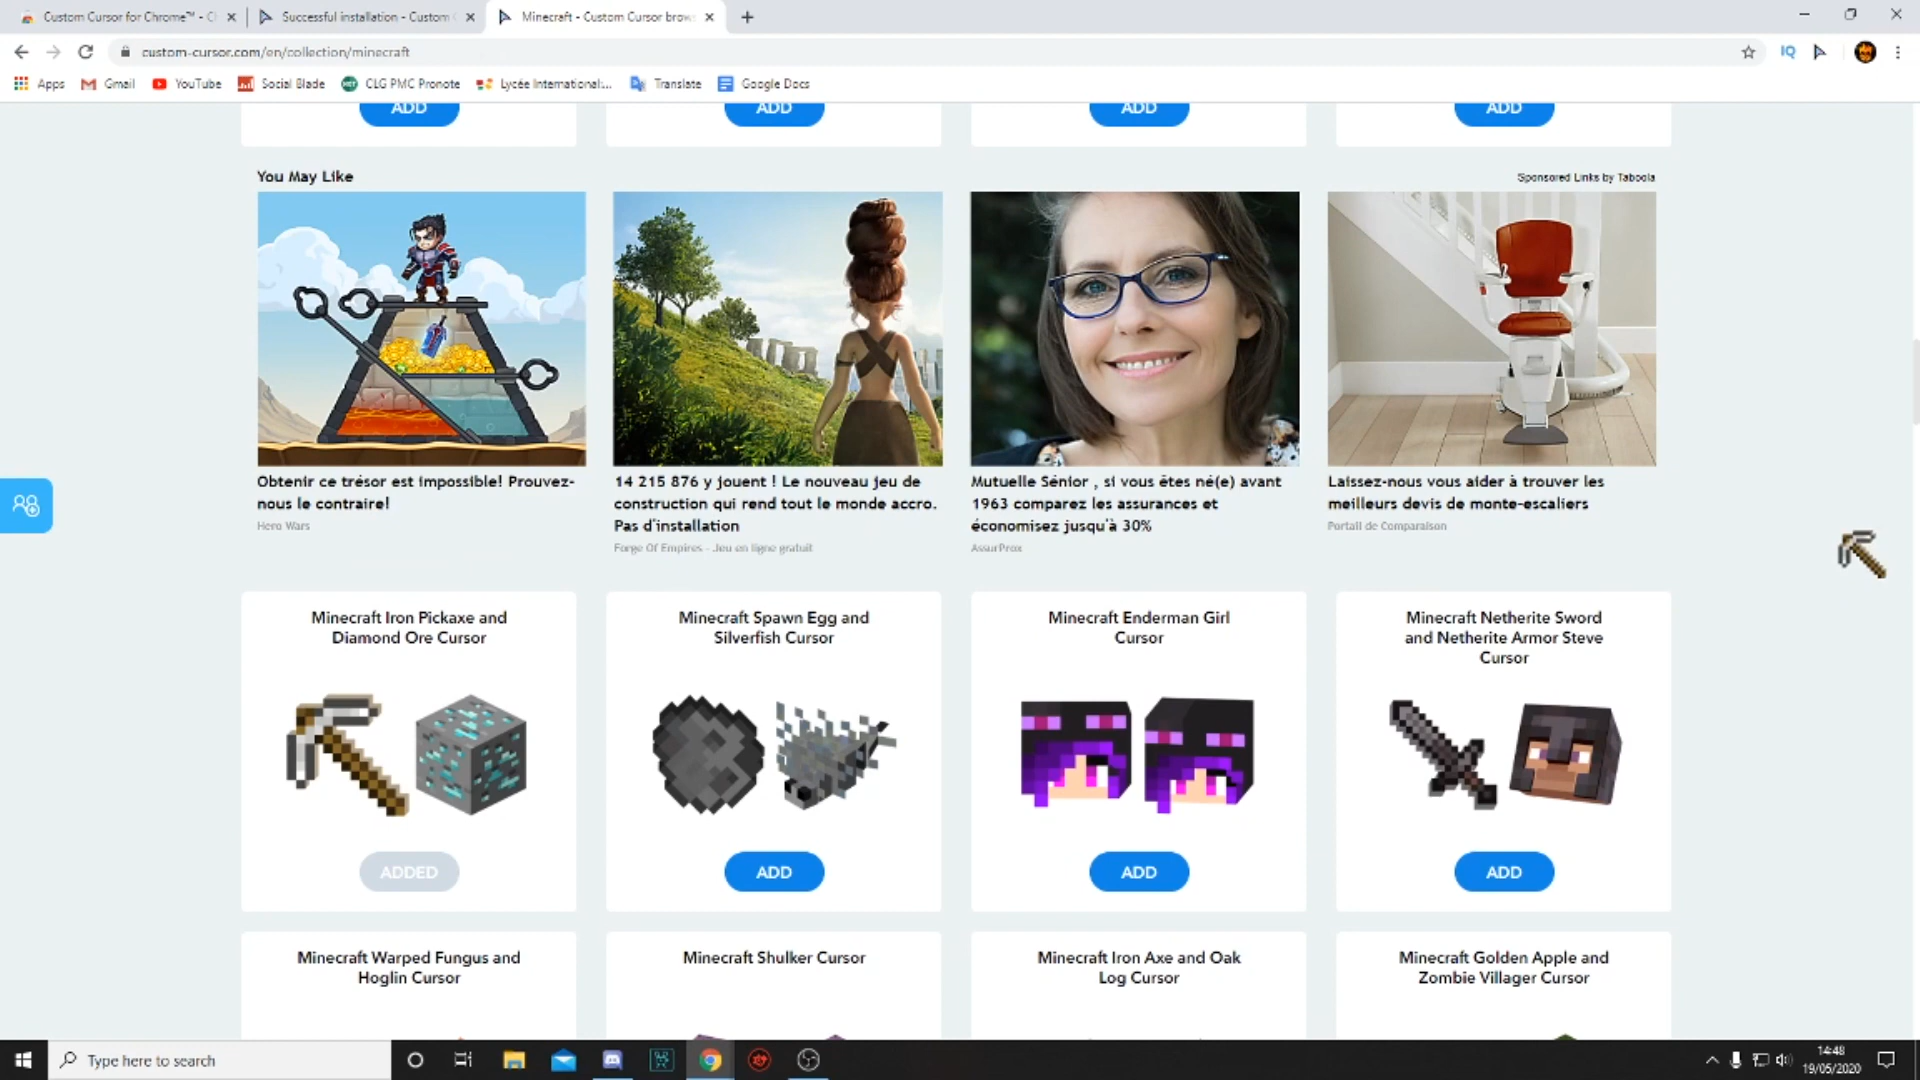 Custom Cursor for Chrome™ - C
Successful installation - Custom
Minecraft - Custom Cursor brow
custom-cursor.com/en/collection/minecraft
IQ
Apps Gmail YouTube Social Blade CLG PMC Pronote Lycée International:... Translate Google Docs
ADD ADD ADD ADD
You May Like
Sponsored Links by Taboola
Obtenir ce trésor est impossible! Prouvez-
nous le contraire!
Hero Wars
14 215 876 y jouent ! Le nouveau jeu de
construction qui rend tout le monde accro.
Pas d'installation
Forge Of Empires - Jeu en ligne gratuit
Mutuelle Sénior , si vous êtes né(e) avant
1963 comparez les assurances et
économisez jusqu'à 30%
AssurProx
Laissez-nous vous aider à trouver les
meilleurs devis de monte-escaliers
Portail de Comparaison
Minecraft Iron Pickaxe and
Diamond Ore Cursor
ADDED
Minecraft Spawn Egg and
Silverfish Cursor
ADD
Minecraft Enderman Girl
Cursor
ADD
Minecraft Netherite Sword
and Netherite Armor Steve
Cursor
ADD
Minecraft Warped Fungus and
Hoglin Cursor
Minecraft Shulker Cursor
Minecraft Iron Axe and Oak
Log Cursor
Minecraft Golden Apple and
Zombie Villager Cursor
Type here to search
14:48
19/05/2020